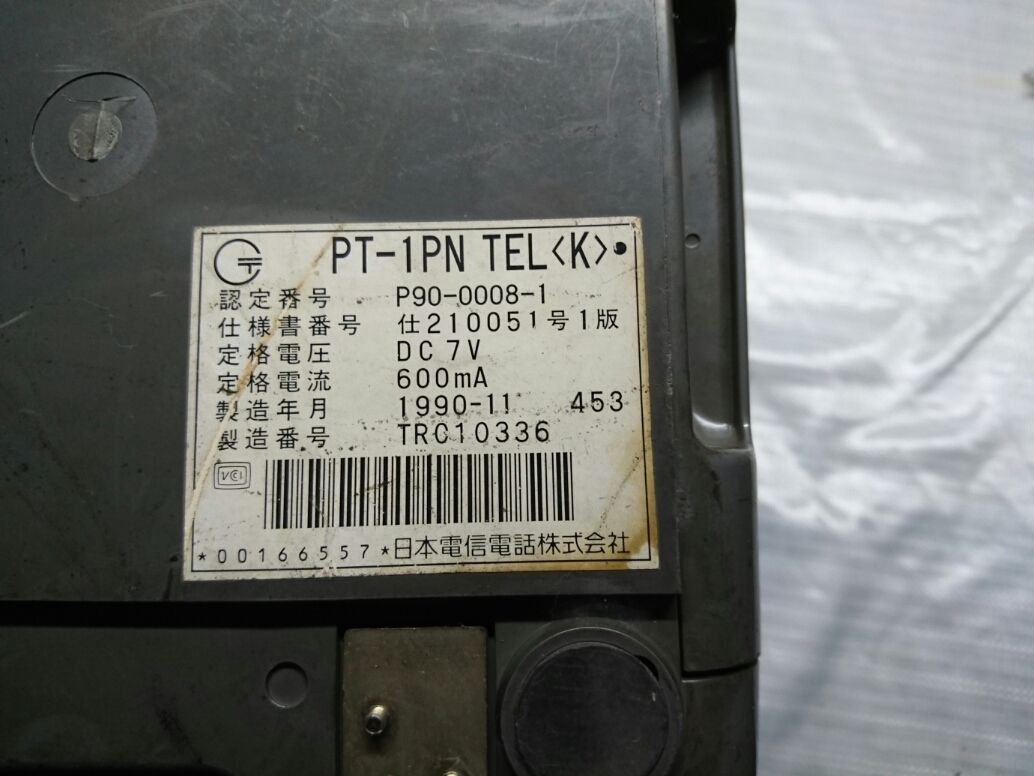 PT-1PN TEL<K>
認定番号 P90-0008-1
仕様書番号 仕210051号1版
定格電圧 DC 7V
定格電流 600mA
製造年月 1990-11 453
製造番号 TRC10336
VCI
*00166557*日本電信電話株式会社